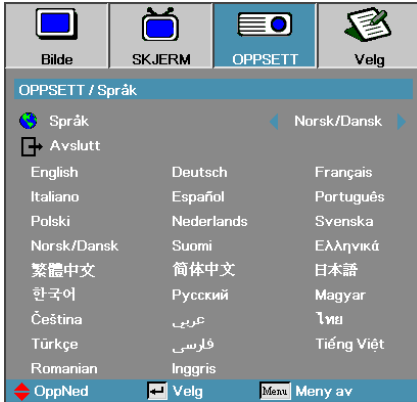 Bilde SKJERM OPPSETT Velg
OPPSETT / Språk
Språk Norsk/Dansk
Avslutt
English Deutsch Français
Italiano Español Português
Polski Nederlands Svenska
Norsk/Dansk Suomi Ελληνικά
繁體中文 简体中文 日本語
한국어 Русский Magyar
Čeština عربي ไทย
Türkçe فارسی Tiếng Việt
Romanian Inggris
OppNed Velg Menu Meny av